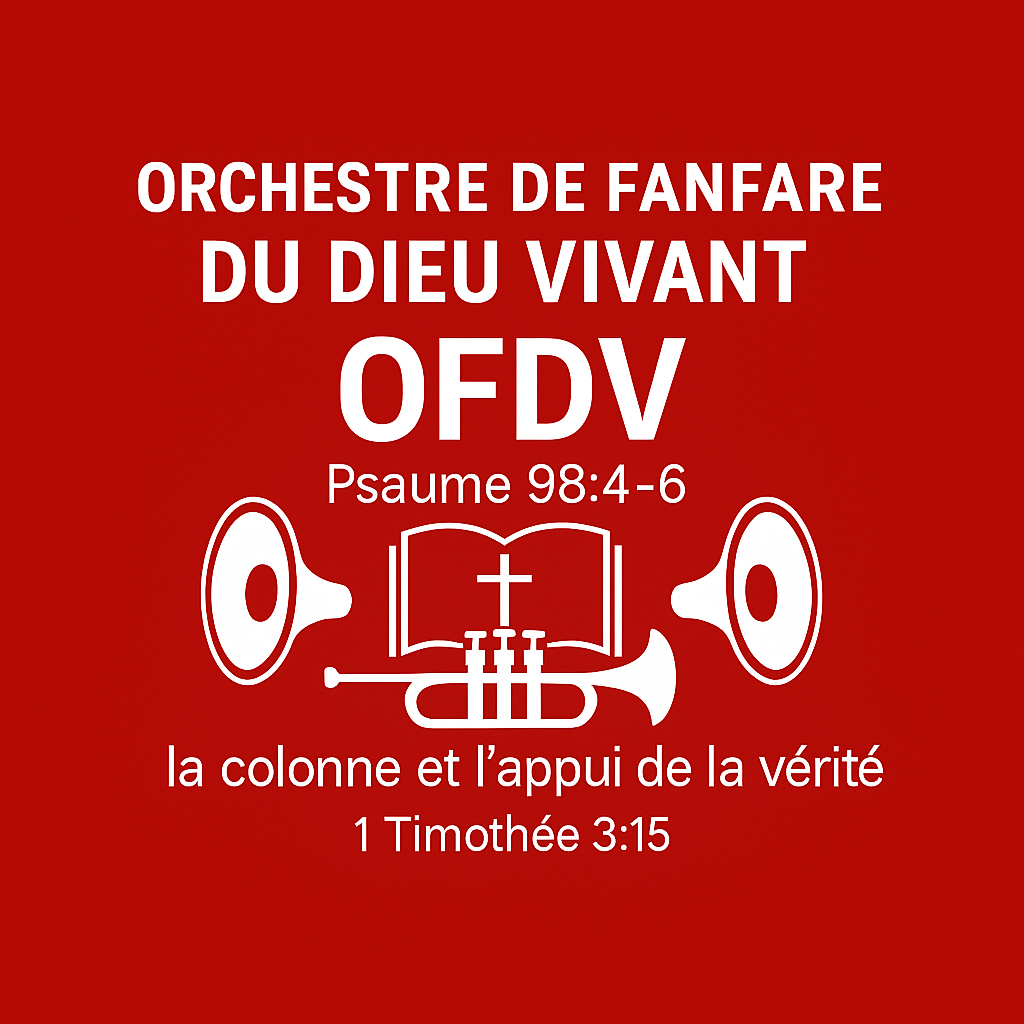 ORCHESTRE DE FANFARE
DU DIEU VIVANT
OFDV
Psaume 98:4-6
la colonne et l’appui de la vérité
1 Timothée 3:15